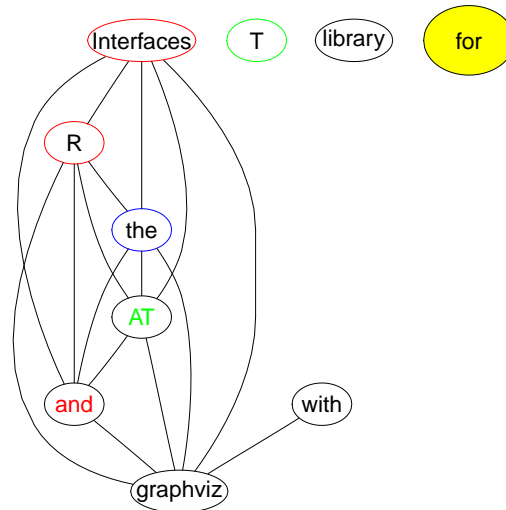 Interfaces T library for
R
the
AT
and with
graphviz